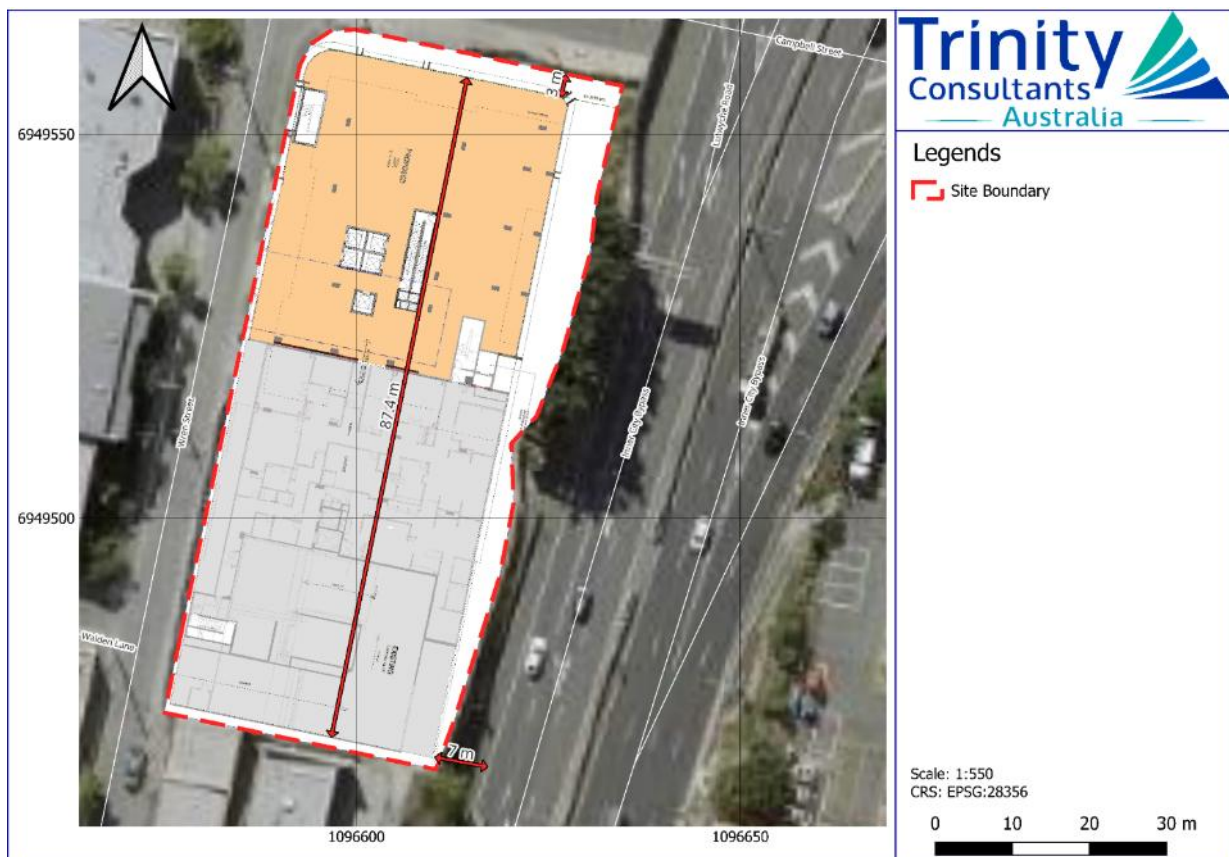 Trinity
Consultants
Australia
Legends
Site Boundary
Campbell Street
3 m
Lutwyche Road
6949550
PROPOSED
87.4 m
Wren Street
Inner City Bypass
Inner City Bypass
6949500
Walden Lane
EXISTING
7 m
Scale: 1:550
CRS: EPSG:28356
0 10 20 30 m
1096600 1096650